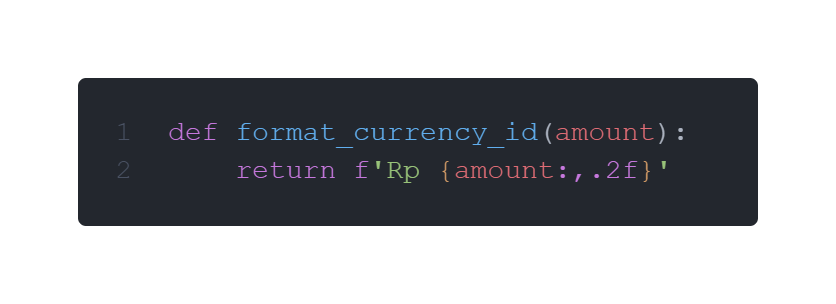 1 def format_currency_id(amount):
2     return f'Rp {amount:,.2f}'